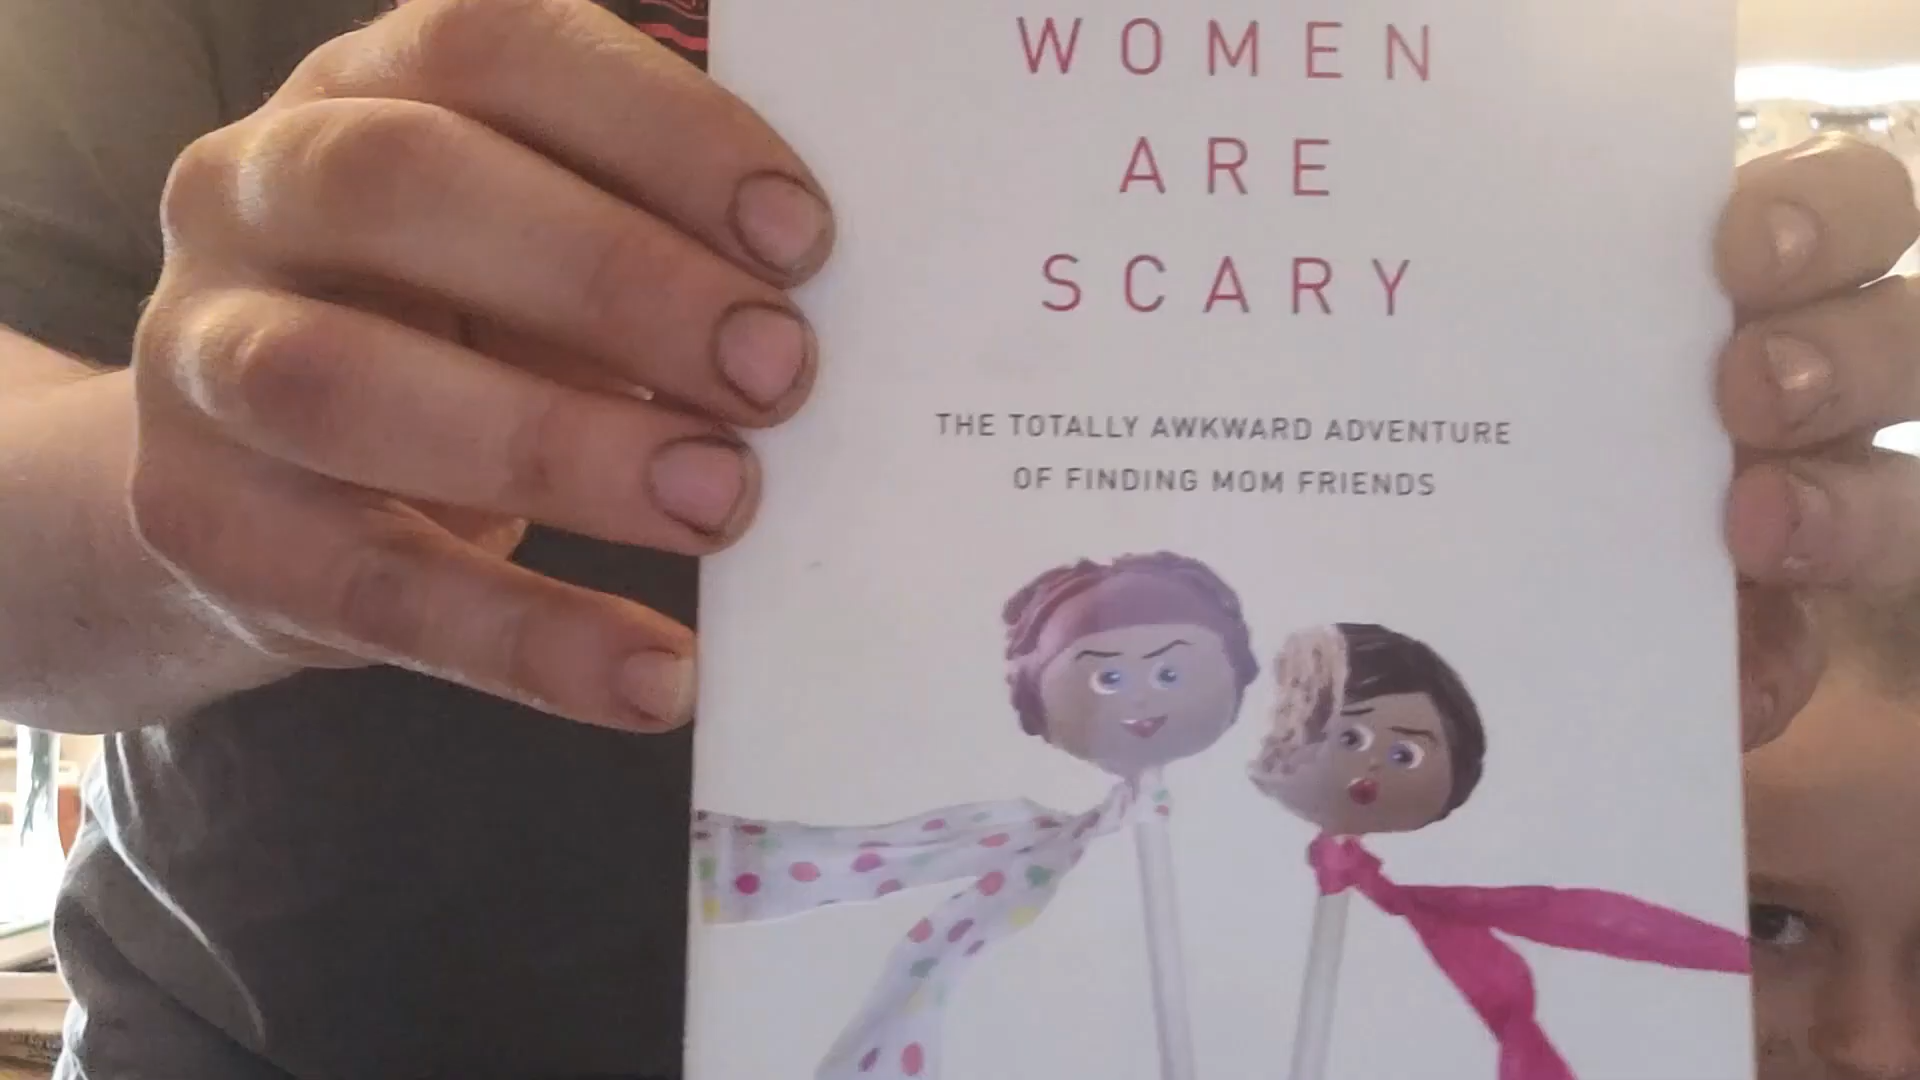 WOMEN
ARE
SCARY
THE TOTALLY AWKWARD ADVENTURE
OF FINDING MOM FRIENDS